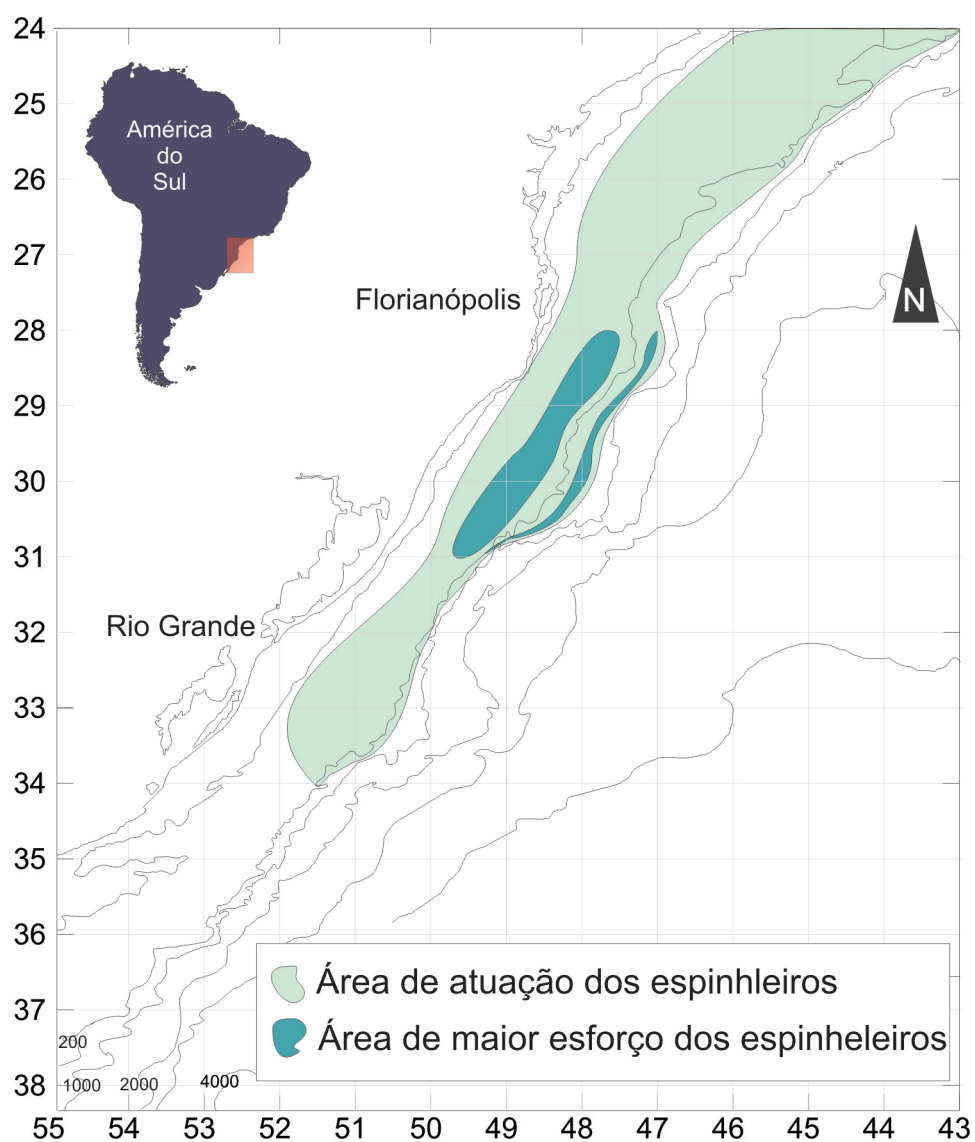 24
25
26
27
28
29
30
31
32
33
34
35
36
37
38
América
do
Sul
N
Florianópolis
Rio Grande
Área de atuação dos espinhleiros
Área de maior esforço dos espinheleiros
200
1000 2000 4000
55 54 53 52 51 50 49 48 47 46 45 44 43